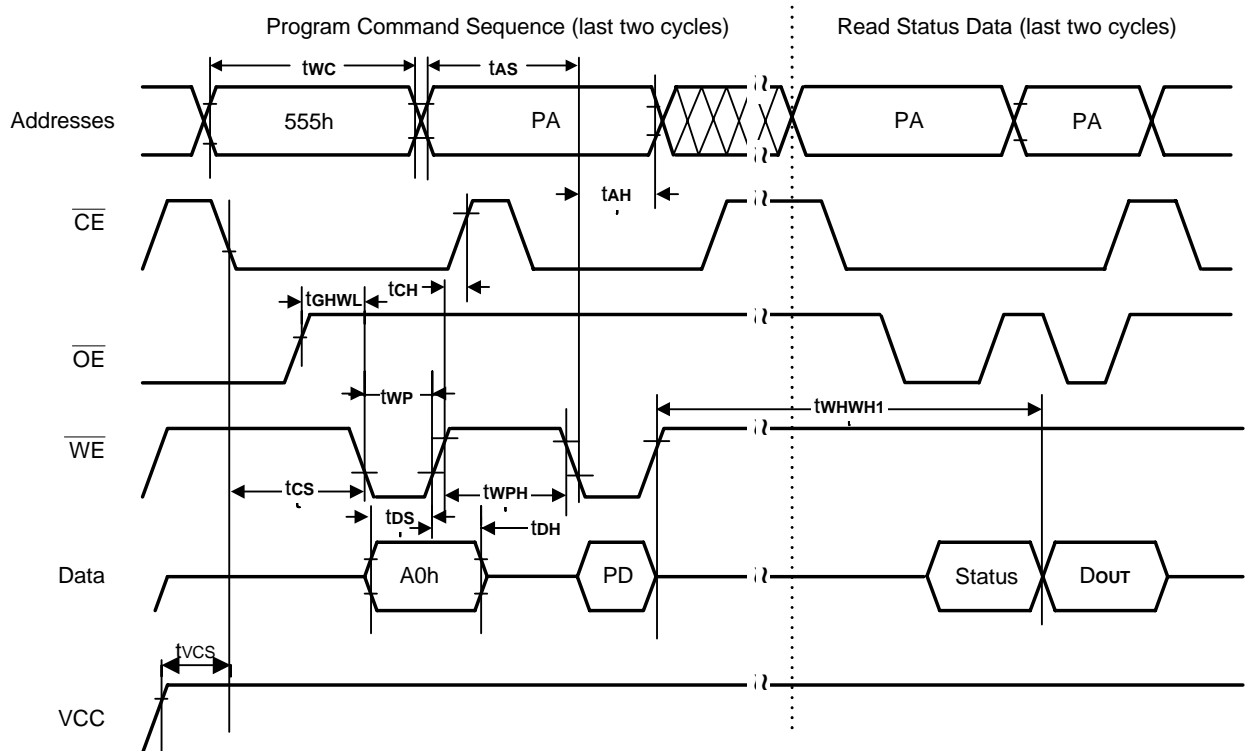 Program Command Sequence (last two cycles)
Read Status Data (last two cycles)
tWC
tAS
Addresses
555h
PA
PA
PA
tAH
CE
tGHWL
tCH
OE
tWP
tWHWH1
WE
tCS
tWPH
tDS
tDH
Data
A0h
PD
Status
DOUT
tVCS
VCC